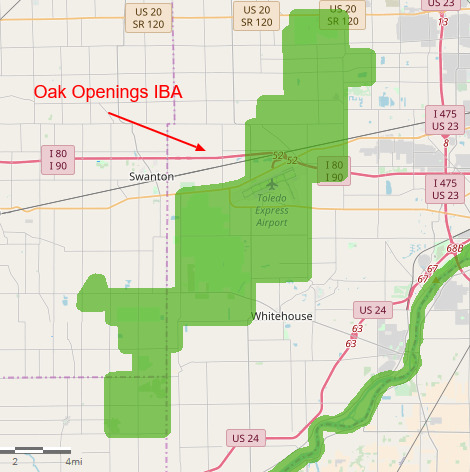 US 20
SR 120
US 20
SR 120
US 20
SR 120
US 23
13
Oak Openings IBA
I 475
US 23
8
I 80
I 90
52
52
I 80
I 90
Swanton
I 475
US 23
Toledo
Express
Airport
68B
67
67
US 24
Whitehouse
63
63
US 24
2
4mi